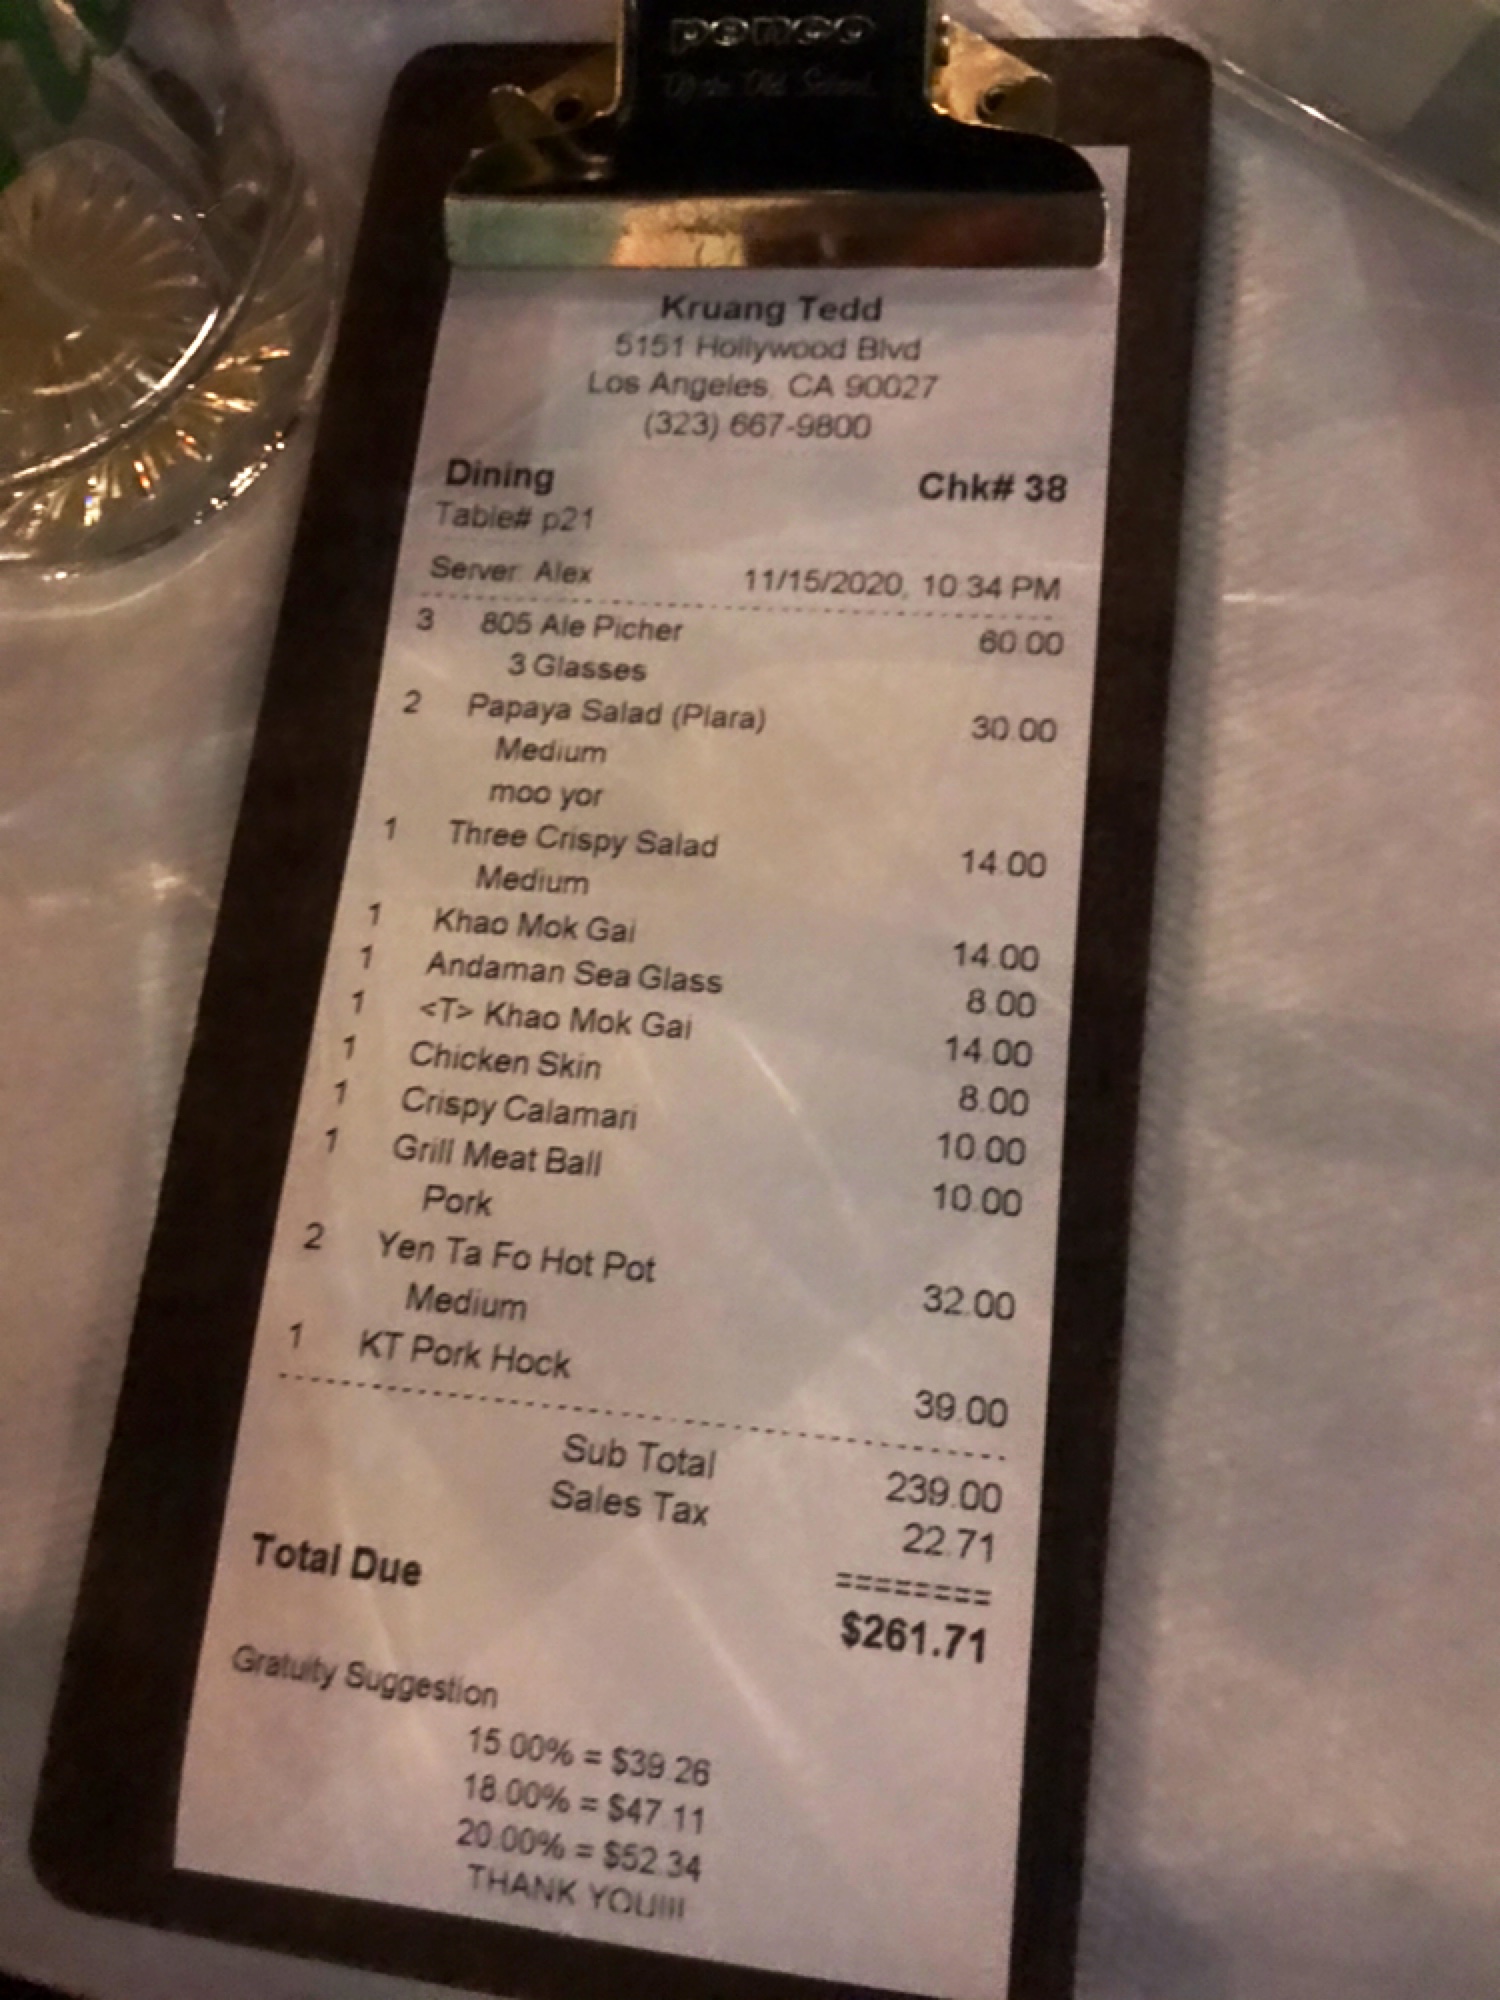 penco
Kruang Tedd
5151 Hollywood Blvd
Los Angeles, CA 90027
(323) 667-9800
Dining Chk# 38
Table# p21
Server: Alex 11/15/2020, 10:34 PM
3 805 Ale Picher 60.00
3 Glasses
2 Papaya Salad (Plara) 30.00
Medium
moo yor
1 Three Crispy Salad 14.00
Medium
1 Khao Mok Gai 14.00
1 Andaman Sea Glass 8.00
1 <T> Khao Mok Gai 14.00
1 Chicken Skin 8.00
1 Crispy Calamari 10.00
1 Grill Meat Ball 10.00
Pork
2 Yen Ta Fo Hot Pot 32.00
Medium
1 KT Pork Hock 39.00
Sub Total 239.00
Sales Tax 22.71
========
Total Due $261.71
Gratuity Suggestion
15.00% = $39.26
18.00% = $47.11
20.00% = $52.34
THANK YOU!!!!